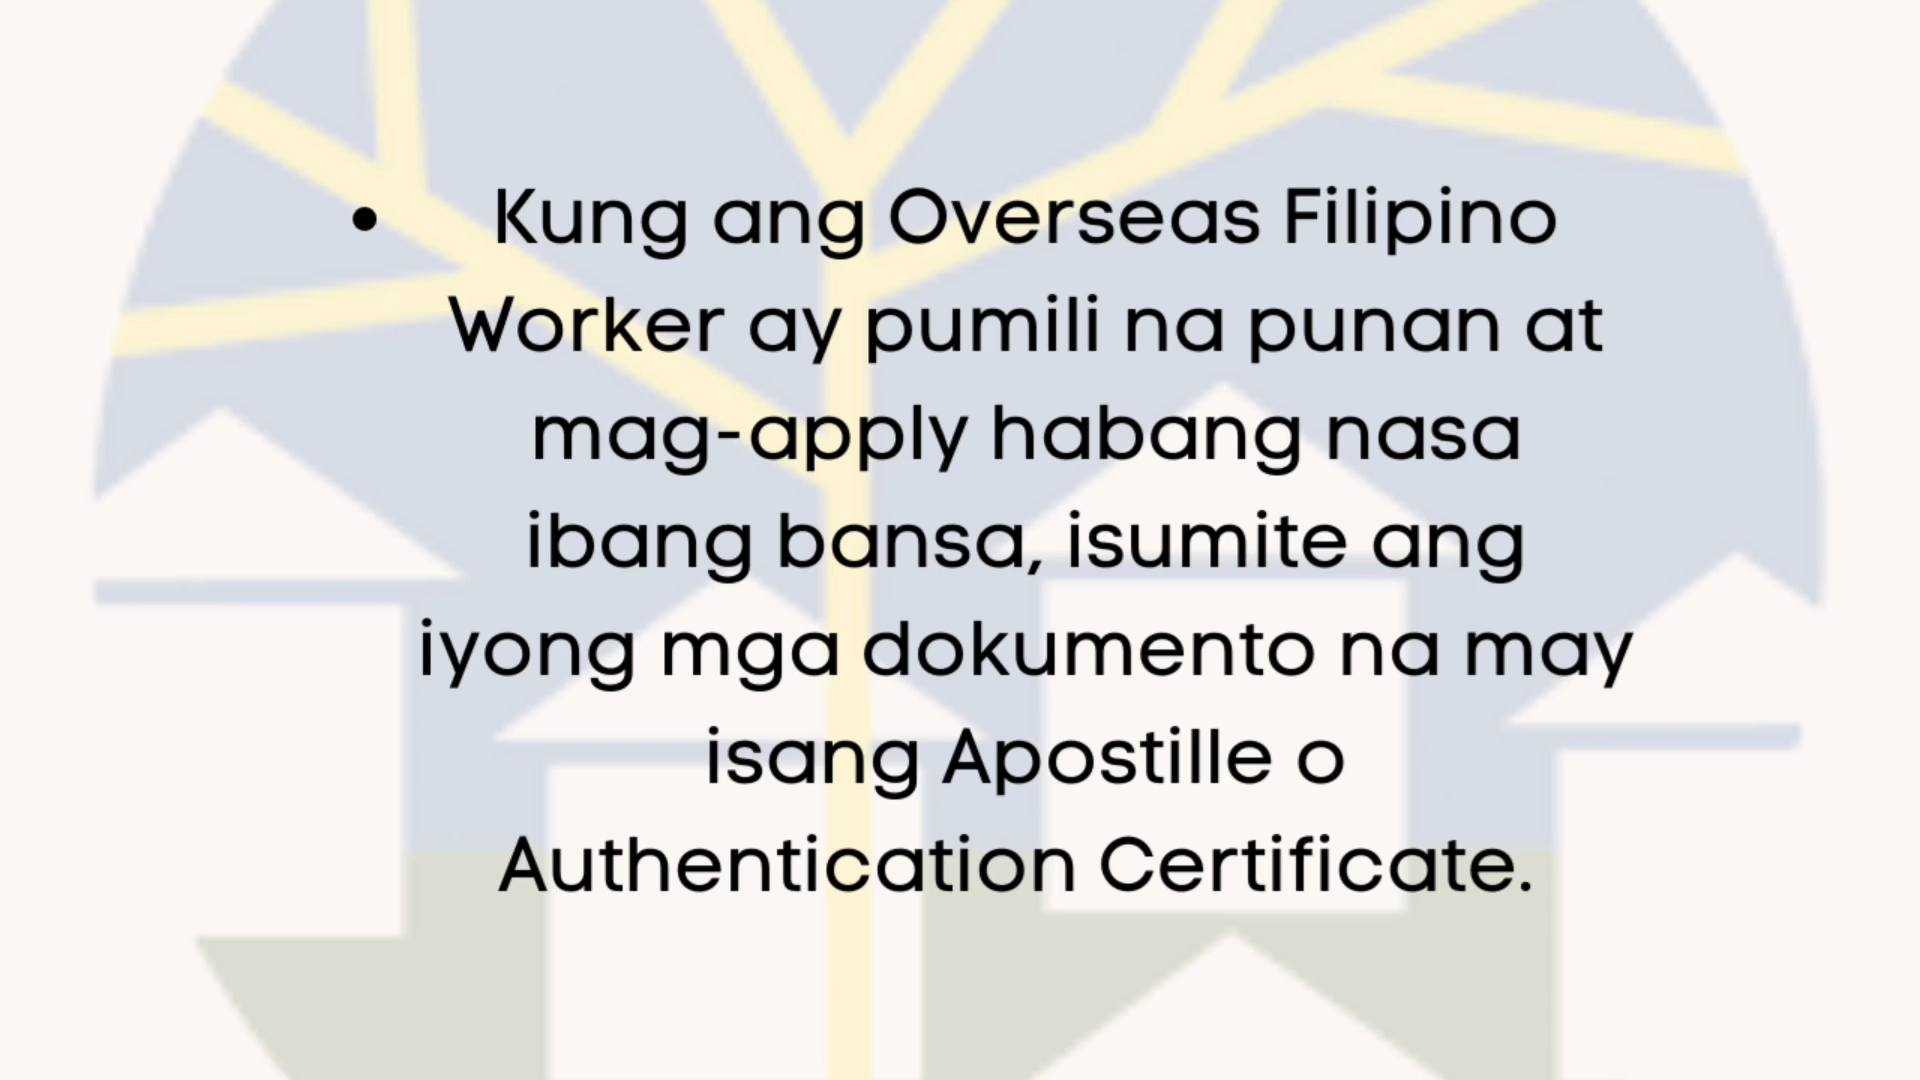 • Kung ang Overseas Filipino
Worker ay pumili na punan at
mag-apply habang nasa
ibang bansa, isumite ang
iyong mga dokumento na may
isang Apostille o
Authentication Certificate.